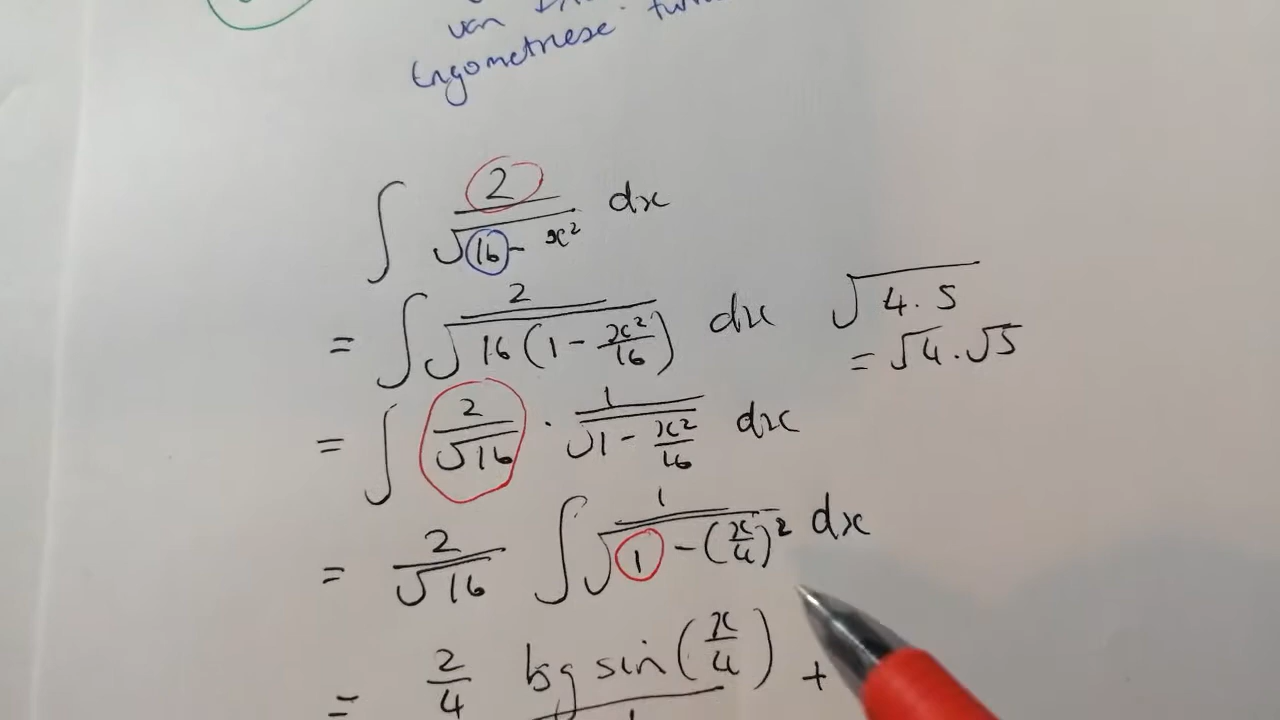 van
trigometriese
∫ 2/√(16 - x²) dx
= ∫ 2/√(16(1 - x²/16)) dx
√(4.5)
= √4.√5
= ∫ 2/√16 · 1/√(1 - x²/16) dx
= 2/√16 ∫ 1/√(1 - (x/4)²) dx
= 2/4 bg sin(x/4) +